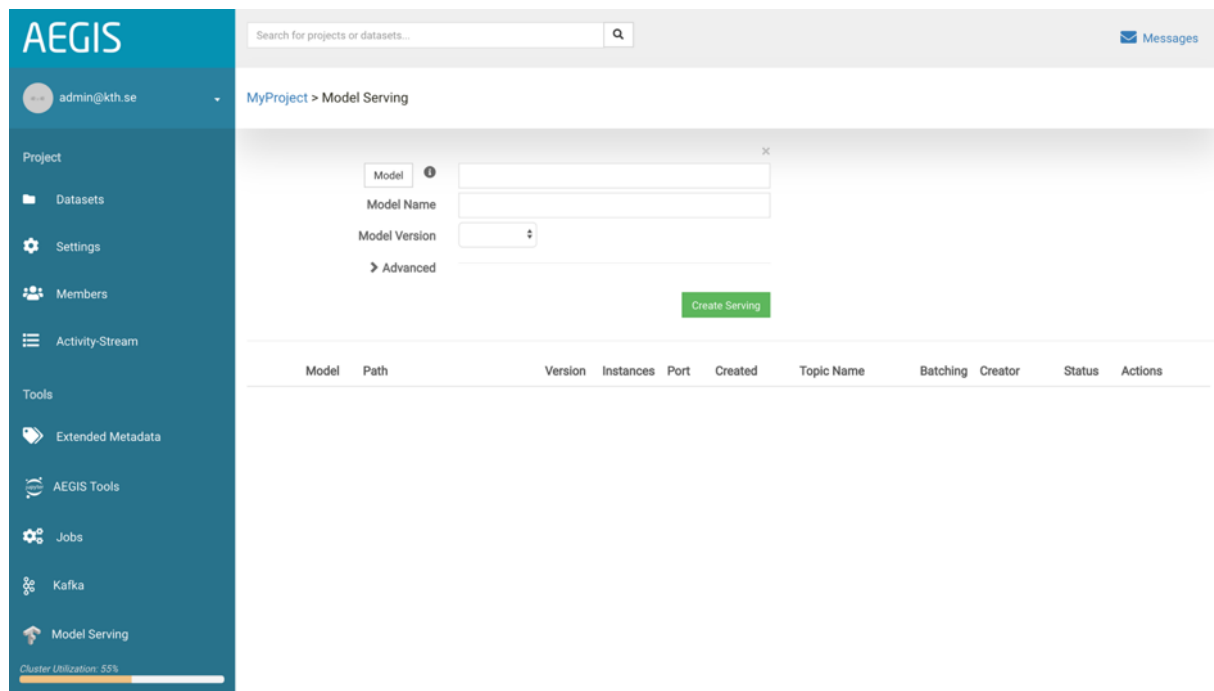 AEGIS
Search for projects or datasets...
Messages
admin@kth.se
MyProject > Model Serving
Project
Datasets
Settings
Members
Activity-Stream
Tools
Extended Metadata
AEGIS Tools
Jobs
Kafka
Model Serving
Cluster Utilization: 55%
×
Model
Model Name
Model Version
Advanced
Create Serving
Model Path Version Instances Port Created Topic Name Batching Creator Status Actions